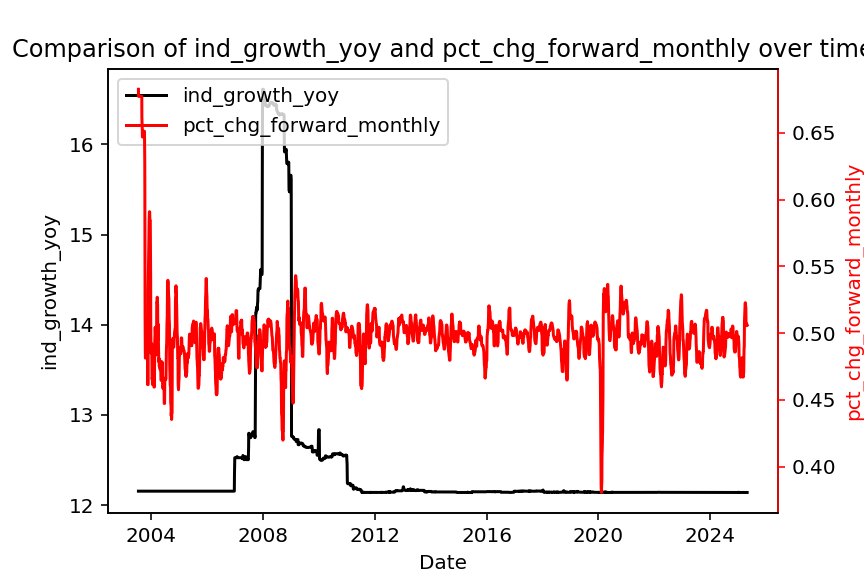 Comparison of ind_growth_yoy and pct_chg_forward_monthly over time
ind_growth_yoy
pct_chg_forward_monthly
16
15
14
13
12
ind_growth_yoy
0.65
0.60
0.55
0.50
0.45
0.40
pct_chg_forward_monthly
2004 2008 2012 2016 2020 2024
Date